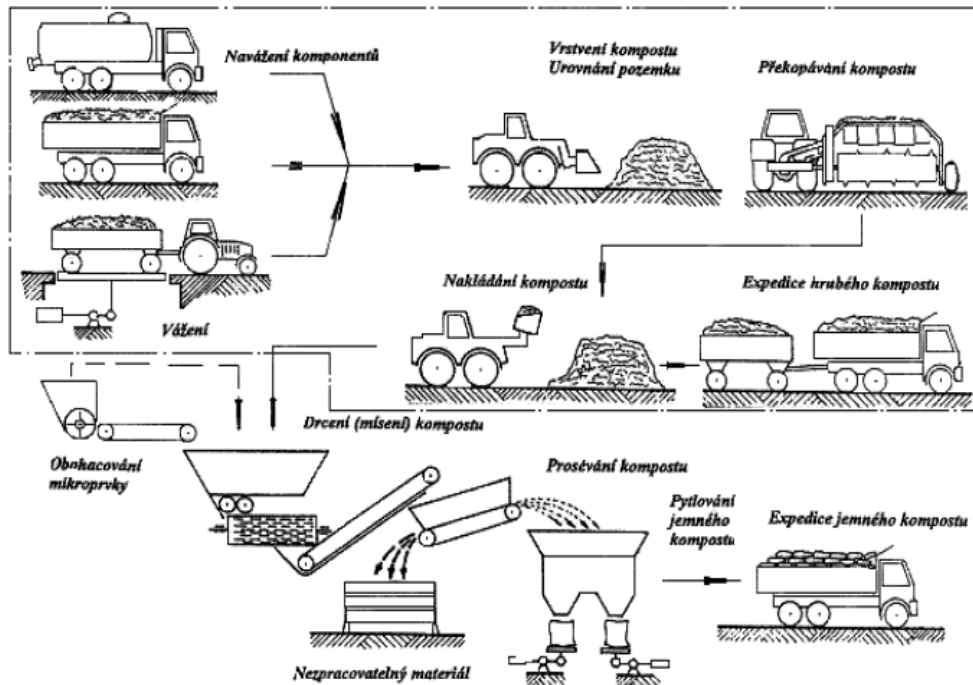 Navážení komponentů
Vrstvení kompostu
Urovnání pozemku
Překopávání kompostu
Vážení
Nakládání kompostu
Expedice hrubého kompostu
Obohacování
mikroprvky
Drcení (mísení) kompostu
Prosévání kompostu
Pytlování
jemného
kompostu
Expedice jemného kompostu
Nezpracovatelný materiál